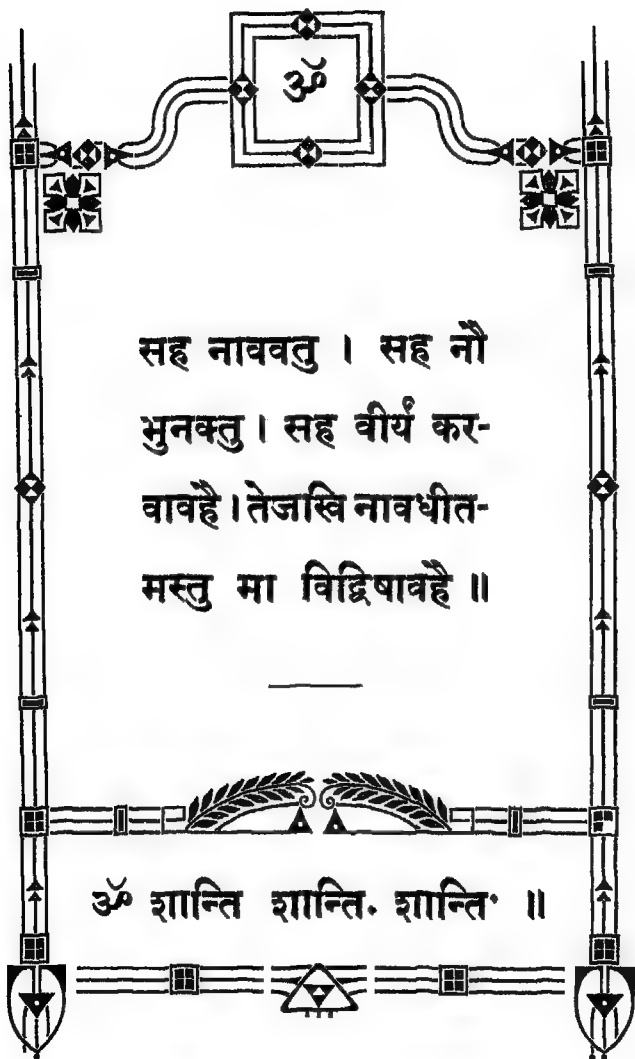 ॐ
सह नाववतु । सह नौ
भुनक्तु । सह वीर्यं कर-
वावहै । तेजस्वि नावधीत-
मस्तु मा विद्विषावहै ॥
ॐ शान्ति शान्ति. शान्ति· ॥